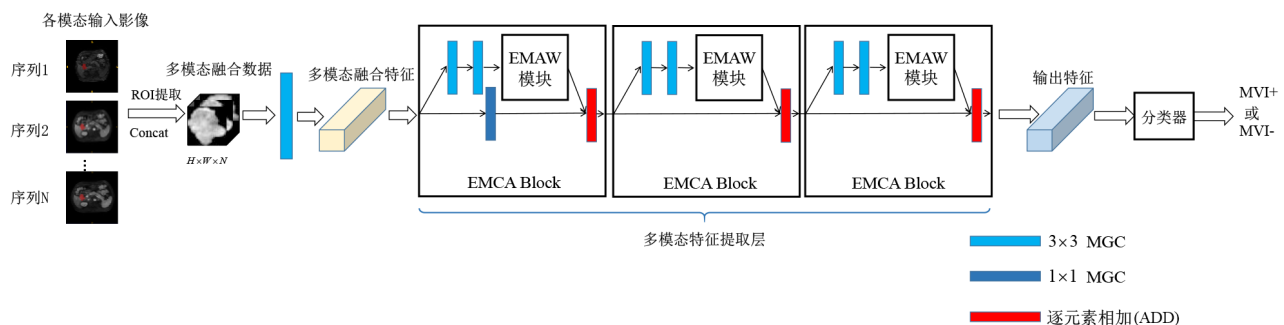 各模态输入影像
序列1
序列2
⋮
序列N
ROI提取
Concat
多模态融合数据
H×W×N
多模态融合特征
EMAW
模块
EMCA Block
EMAW
模块
EMCA Block
EMAW
模块
EMCA Block
多模态特征提取层
输出特征
分类器
MVI+
或
MVI-
3×3 MGC
1×1 MGC
逐元素相加(ADD)